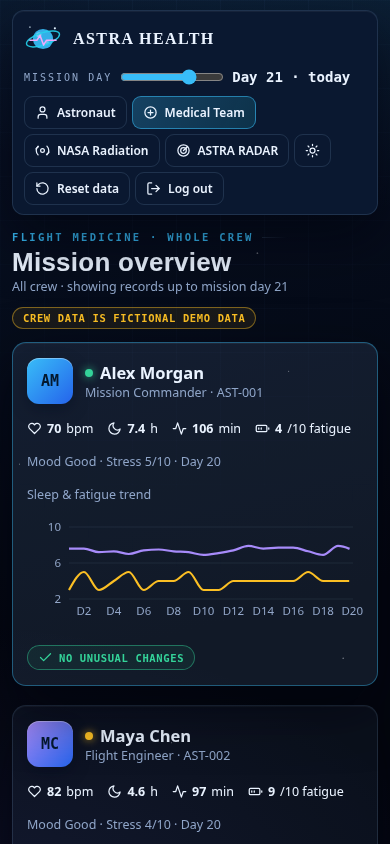 ASTRA HEALTH
MISSION DAY Day 21 · today
Astronaut Medical Team
NASA Radiation ASTRA RADAR
Reset data Log out
FLIGHT MEDICINE · WHOLE CREW
Mission overview
All crew · showing records up to mission day 21
CREW DATA IS FICTIONAL DEMO DATA
AM Alex Morgan
Mission Commander · AST-001
70 bpm 7.4 h 106 min 4 /10 fatigue
Mood Good · Stress 5/10 · Day 20
Sleep & fatigue trend
10
6
2
D2 D4 D6 D8 D10 D12 D14 D16 D18 D20
NO UNUSUAL CHANGES
MC Maya Chen
Flight Engineer · AST-002
82 bpm 4.6 h 97 min 9 /10 fatigue
Mood Good · Stress 4/10 · Day 20